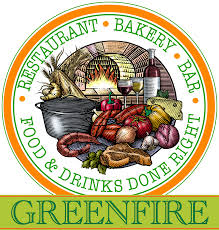 • RESTAURANT • BAKERY • BAR •
FOOD & DRINKS DONE RIGHT
GREENFIRE